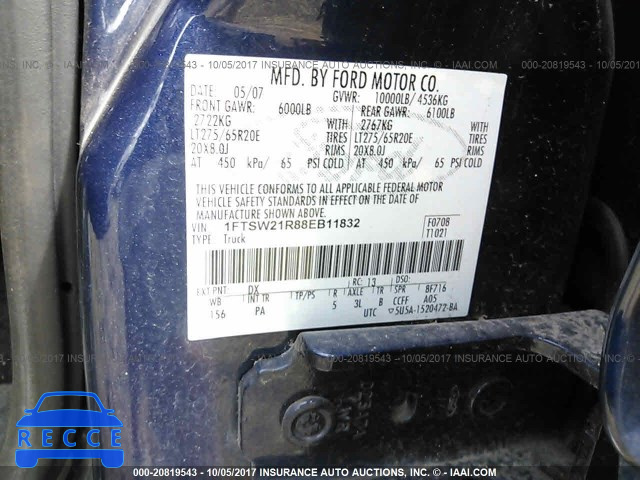 000-20819543 - 10/05/2017 INSURANCE AUTO AUCTIONS, INC. - © IAAI.COM
MFD. BY FORD MOTOR CO.
DATE: 05/07 GVWR: 10000LB/ 4536KG
FRONT GAWR: 6000LB REAR GAWR: 6100LB
2722KG WITH 2767KG WITH
LT275/65R20E TIRES LT275/65R20E TIRES
20X8.0J RIMS 20X8.0J RIMS
AT 450 kPa/ 65 PSI COLD AT 450 kPa/ 65 PSI COLD
THIS VEHICLE CONFORMS TO ALL APPLICABLE FEDERAL MOTOR
VEHICLE SAFETY STANDARDS IN EFFECT ON THE DATE OF
MANUFACTURE SHOWN ABOVE.
VIN: 1FTSW21R88EB11832 F0708
TYPE: Truck T1021
EXT PNT: DX RC: 13 DSO:
WB INT TR TP/PS R AXLE TR SPR BF716
156 PA 5 3L B CCFF A05
UTC ▽5U5A-1520472-BA
000-20819543 - 10/05/2017 INSURANCE AUTO AUCTIONS, INC. - © IAAI.COM
RECCE
000-20819543 - 10/05/2017 INSURANCE AUTO AUCTIONS, INC. - © IAAI.COM